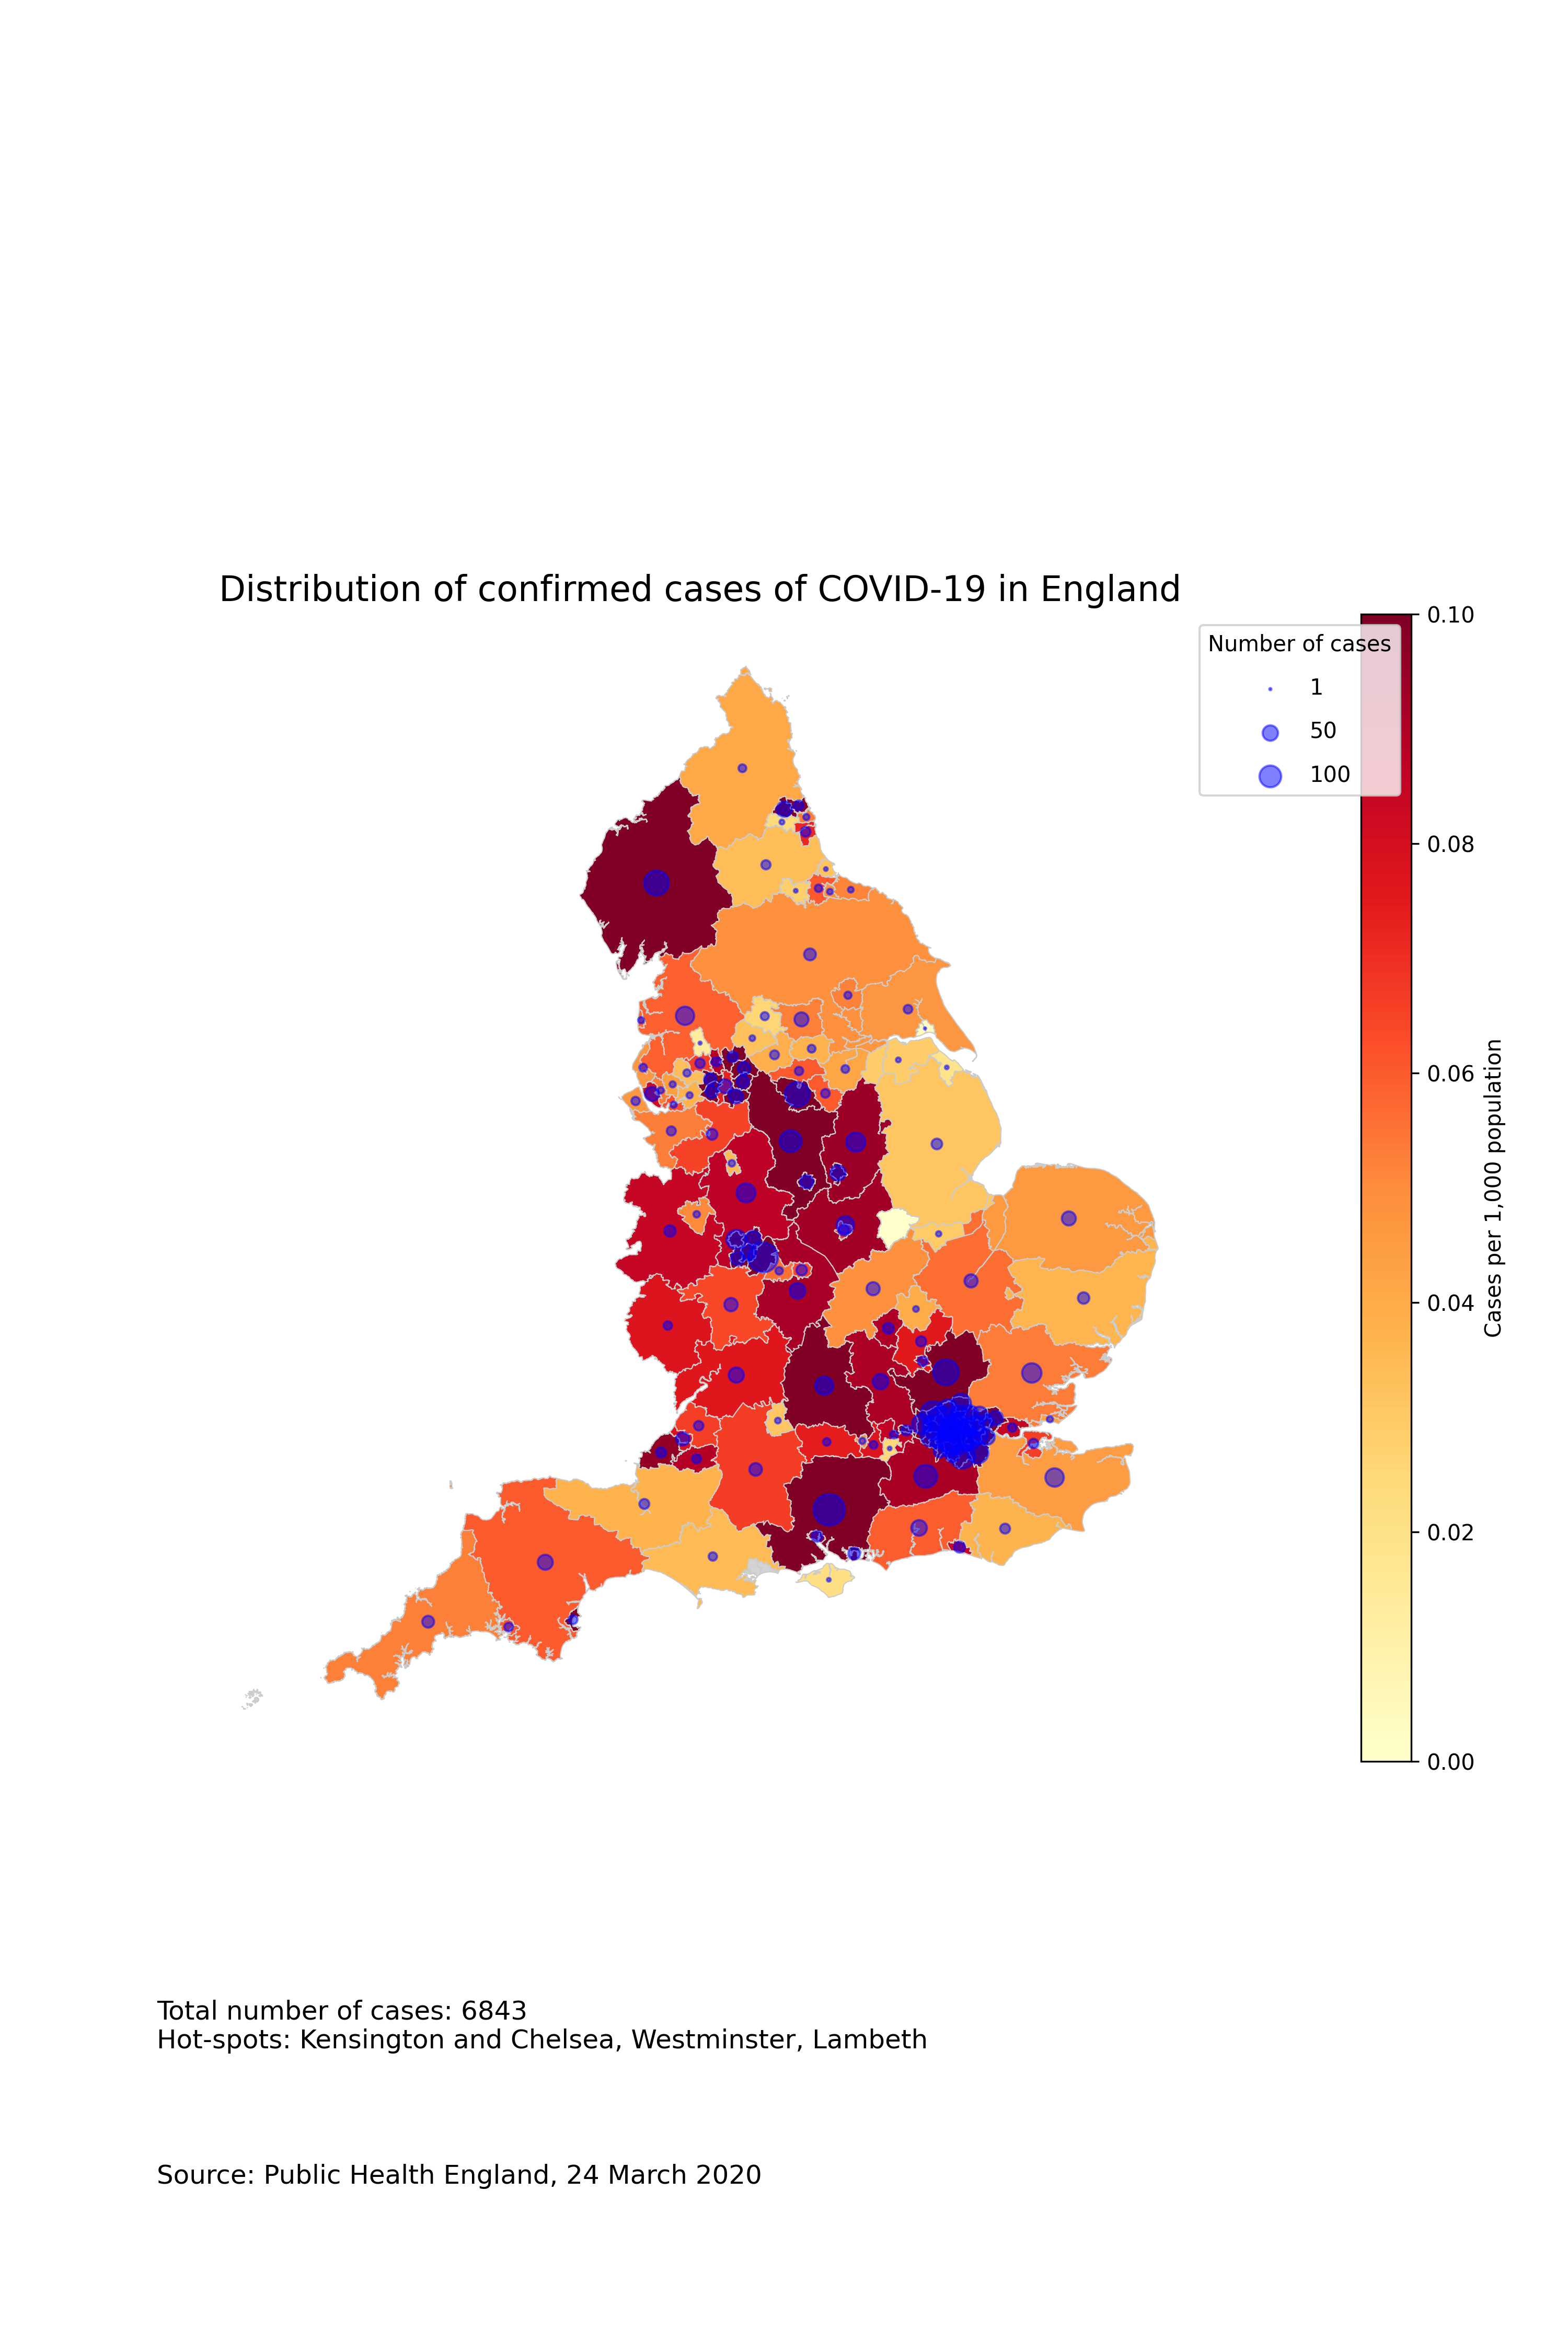 Distribution of confirmed cases of COVID-19 in England
Number of cases
1
50
100
0.10
0.08
0.06
0.04
0.02
0.00
Cases per 1,000 population
Total number of cases: 6843
Hot-spots: Kensington and Chelsea, Westminster, Lambeth
Source: Public Health England, 24 March 2020